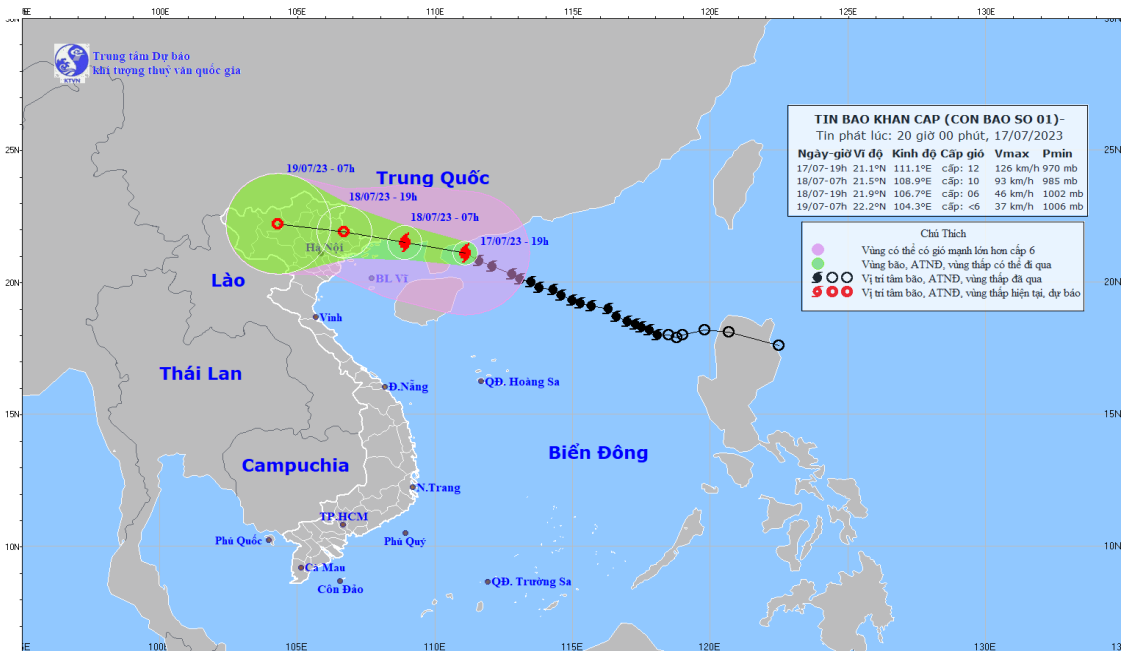 E 100E 105E 110E 115E 120E 125E 130E
Trung tâm Dự báo
khí tượng thuỷ văn quốc gia
KTVN
TIN BAO KHAN CAP (CON BAO SO 01)-
Tin phát lúc: 20 giờ 00 phút, 17/07/2023
Ngày-giờ Vĩ độ Kinh độ Cấp gió Vmax Pmin
17/07-19h 21.1°N 111.1°E cấp: 12 126 km/h 970 mb
18/07-07h 21.5°N 108.9°E cấp: 10 93 km/h 985 mb
18/07-19h 21.9°N 106.7°E cấp: 06 46 km/h 1002 mb
19/07-07h 22.2°N 104.3°E cấp: <6 37 km/h 1006 mb
25N
19/07/23 - 07h
Trung Quốc
18/07/23 - 19h
18/07/23 - 07h
17/07/23 - 19h
Chú Thích
Vùng có thể có gió mạnh lớn hơn cấp 6
Vùng bão, ATNĐ, vùng thấp có thể đi qua
Vị trí tâm bão, ATNĐ, vùng thấp đã qua
Vị trí tâm bão, ATNĐ, vùng thấp hiện tại, dự báo
Hà Nội
Lào
BL Vĩ
20N
Vinh
Thái Lan
Đ.Nẵng
QĐ. Hoàng Sa
15N 15N
Biển Đông
Campuchia
N.Trang
TP.HCM
Phú Quốc
Phú Quý
10N 10N
Cà Mau
Côn Đảo
QĐ. Trường Sa
E 100E 105E 110E 115E 120E 125E 130E